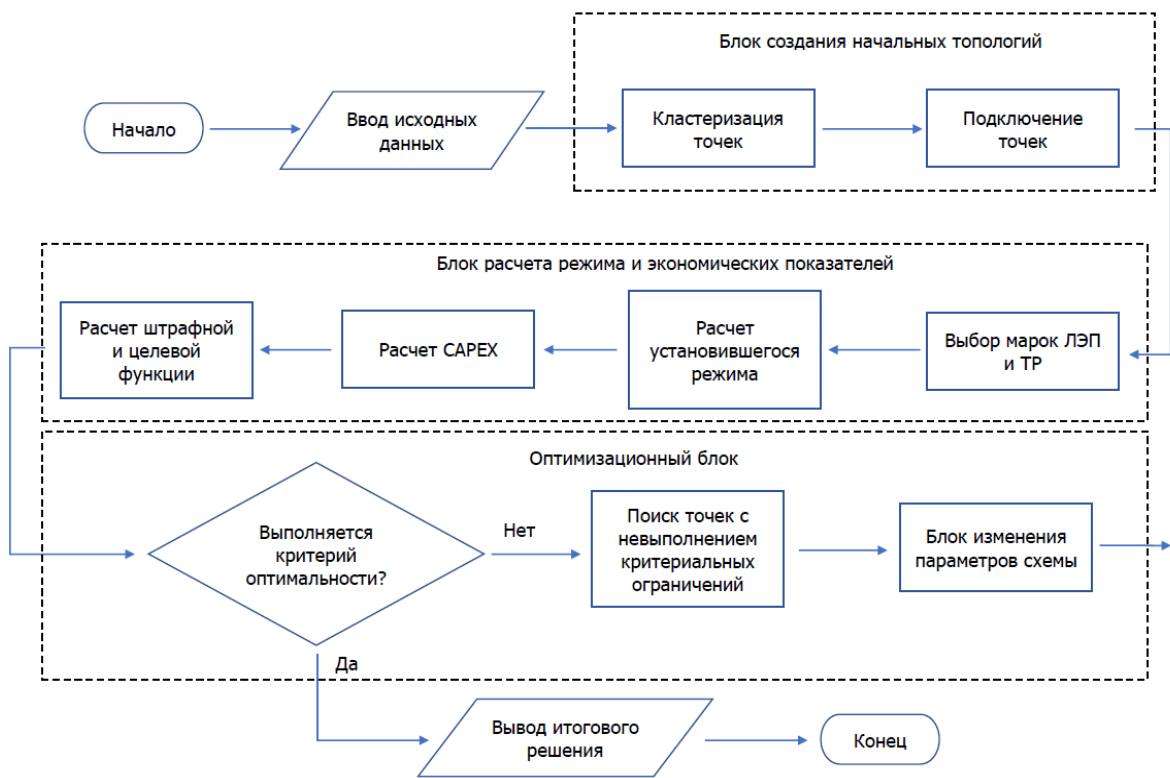 Блок создания начальных топологий
Начало
Ввод исходных
данных
Кластеризация
точек
Подключение
точек
Блок расчета режима и экономических показателей
Расчет штрафной
и целевой
функции
Расчет CAPEX
Расчет
установившегося
режима
Выбор марок ЛЭП
и ТР
Оптимизационный блок
Выполняется
критерий
оптимальности?
Нет
Поиск точек с
невыполнением
критериальных
ограничений
Блок изменения
параметров схемы
Да
Вывод итогового
решения
Конец